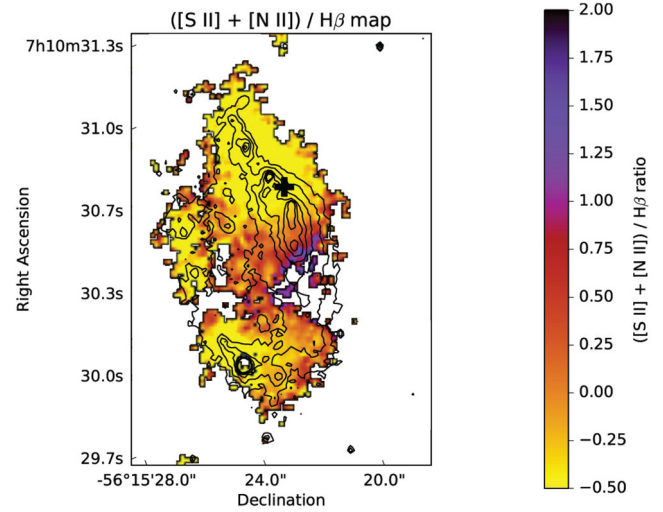 ([S II] + [N II]) / Hβ map
7h10m31.3s
31.0s
30.7s
30.3s
30.0s
29.7s
Right Ascension
-56°15'28.0" 24.0" 20.0"
Declination
2.00
1.75
1.50
1.25
1.00
0.75
0.50
0.25
0.00
−0.25
−0.50
([S II] + [N II]) / Hβ ratio